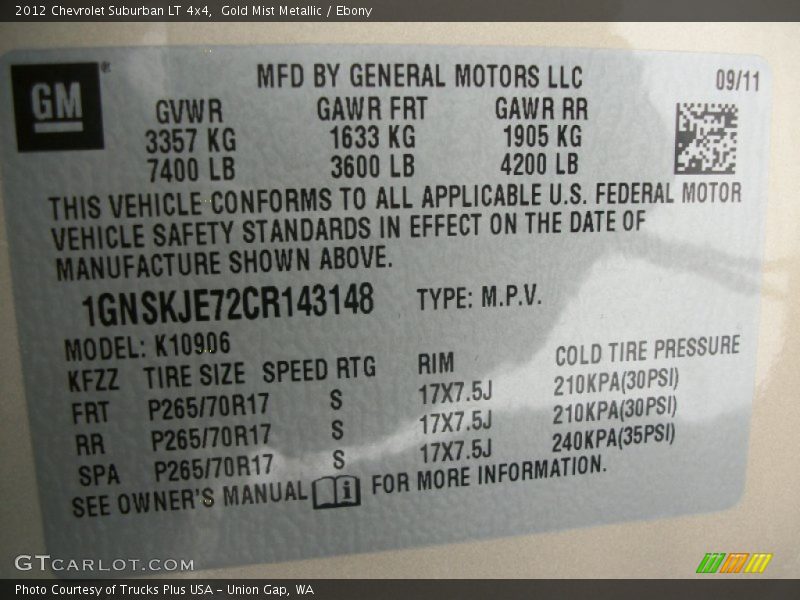 2012 Chevrolet Suburban LT 4x4, Gold Mist Metallic / Ebony
GM®
MFD BY GENERAL MOTORS LLC 09/11
GVWR GAWR FRT GAWR RR
3357 KG 1633 KG 1905 KG
7400 LB 3600 LB 4200 LB
THIS VEHICLE CONFORMS TO ALL APPLICABLE U.S. FEDERAL MOTOR
VEHICLE SAFETY STANDARDS IN EFFECT ON THE DATE OF
MANUFACTURE SHOWN ABOVE.
1GNSKJE72CR143148 TYPE: M.P.V.
MODEL: K10906
KFZZ TIRE SIZE SPEED RTG RIM COLD TIRE PRESSURE
FRT P265/70R17 S 17X7.5J 210KPA(30PSI)
RR P265/70R17 S 17X7.5J 210KPA(30PSI)
SPA P265/70R17 S 17X7.5J 240KPA(35PSI)
SEE OWNER'S MANUAL i FOR MORE INFORMATION.
GTCARLOT.COM
Photo Courtesy of Trucks Plus USA - Union Gap, WA